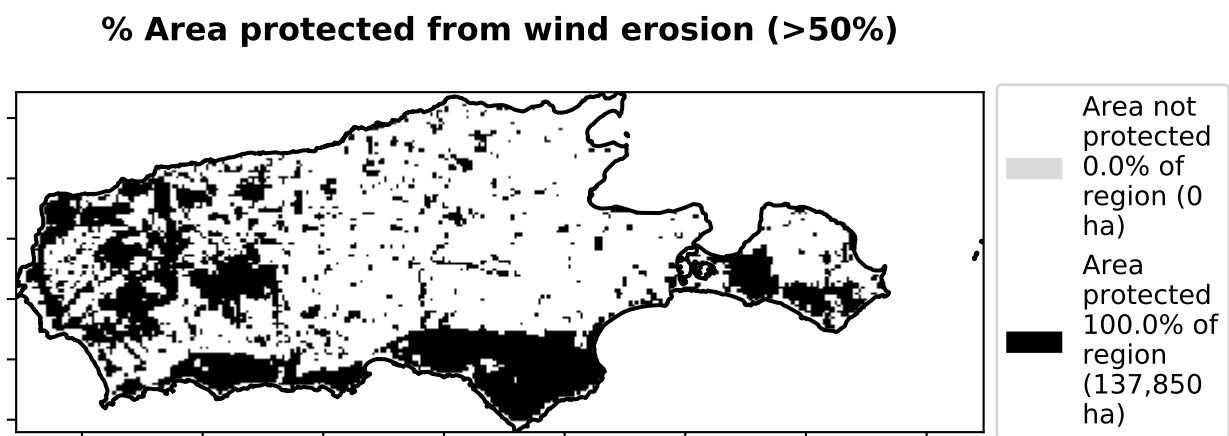 % Area protected from wind erosion (>50%)
Area not
protected
0.0% of
region (0
ha)
Area
protected
100.0% of
region
(137,850
ha)